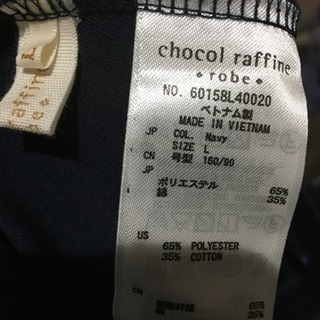 chocol raffine
robe
NO. 60158L40020
ベトナム製
MADE IN VIETNAM
JP COL. Navy
SIZE L
CN 号型 160/80
JP
ポリエステル 65%
綿 35%
US
65% POLYESTER
35% COTTON
CN
65%
35%
raffine
robe
L